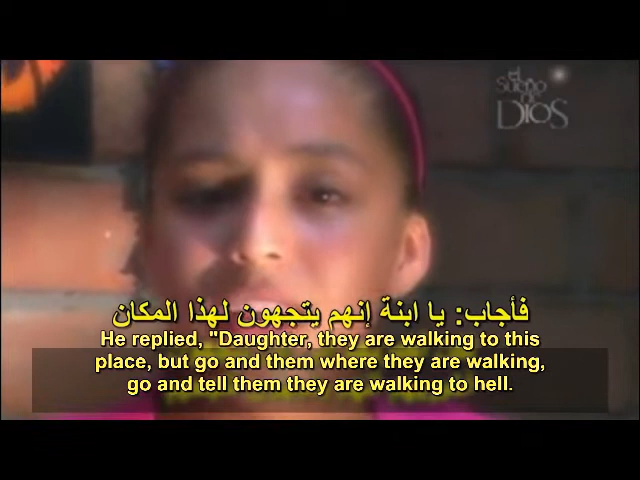 el
sueño
de
Dios
فأجاب: يا ابنة إنهم يتجهون لهذا المكان
He replied, "Daughter, they are walking to this
place, but go and them where they are walking,
go and tell them they are walking to hell.